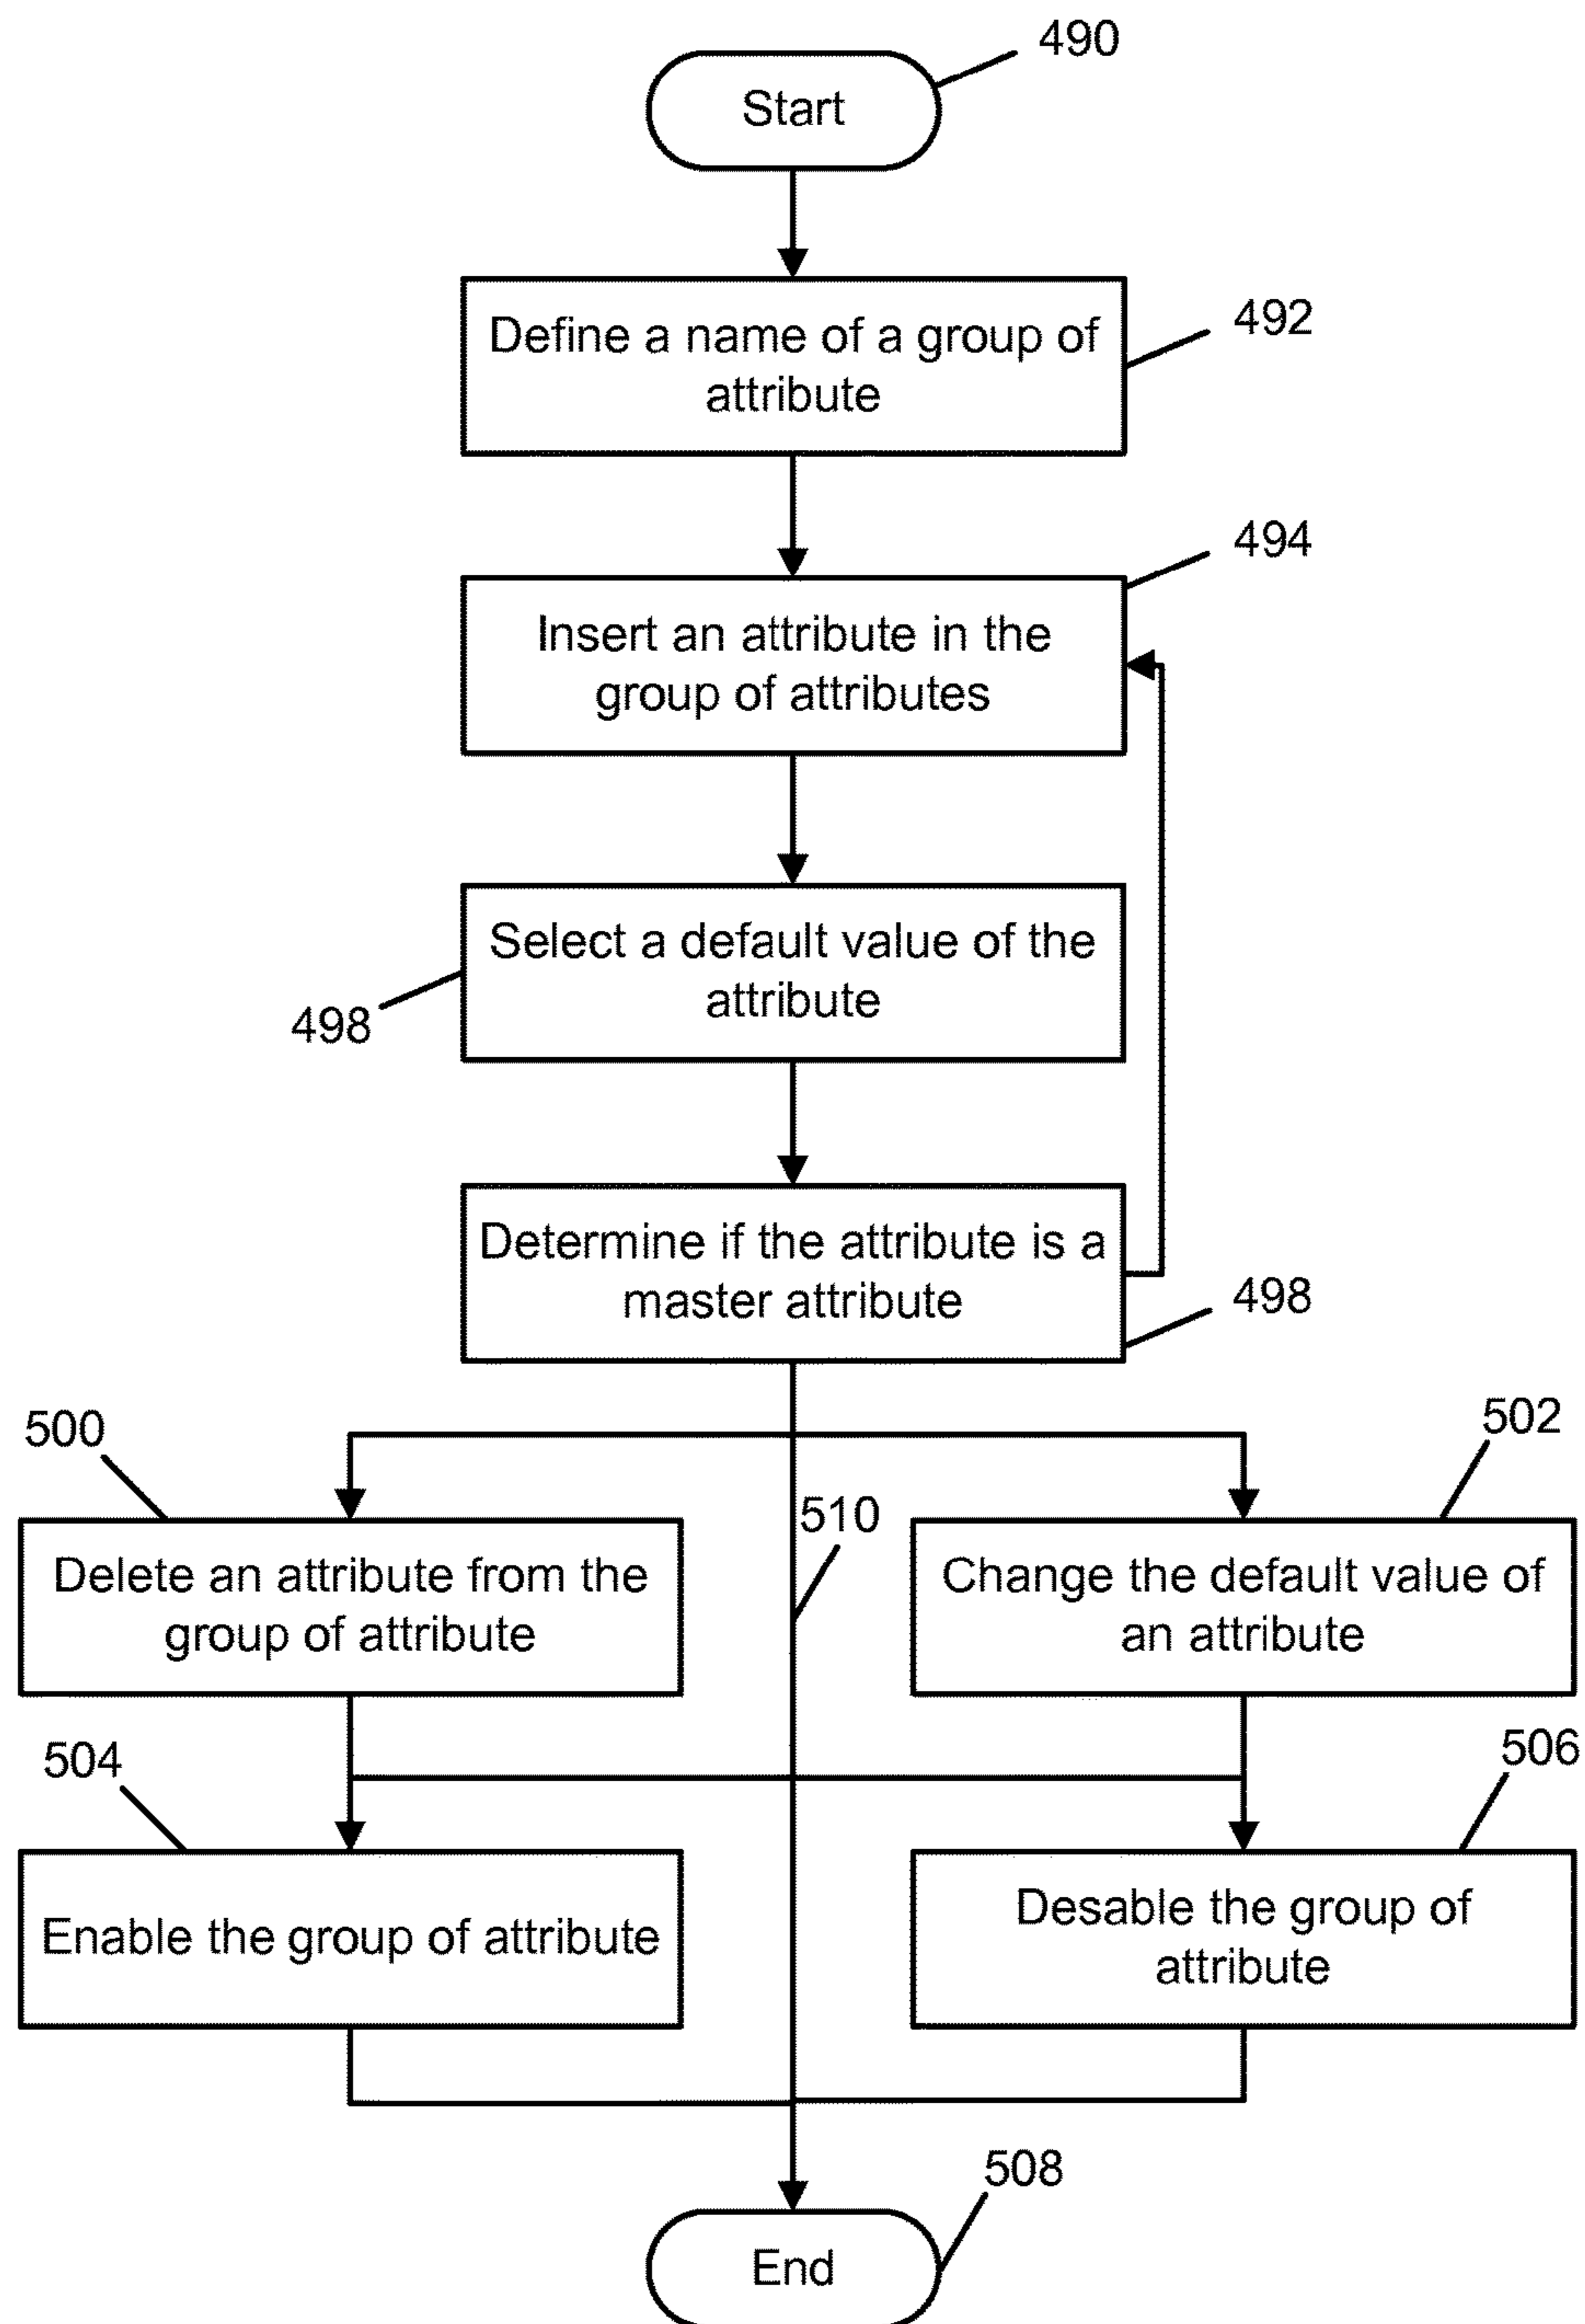 490
Start
Define a name of a group of
attribute
492
494
Insert an attribute in the
group of attributes
Select a default value of the
attribute
498
Determine if the attribute is a
master attribute
498
500
502
510
Delete an attribute from the
group of attribute
Change the default value of
an attribute
504
506
Enable the group of attribute
Desable the group of
attribute
508
End